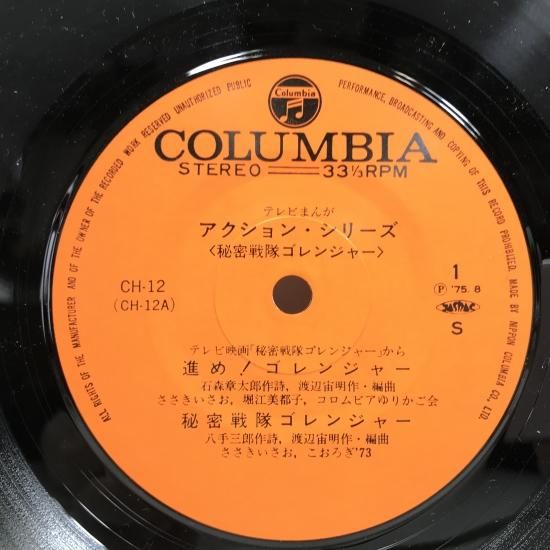 ALL RIGHTS OF THE MANUFACTURER AND OF THE OWNER OF THE RECORDED WORK RESERVED UNAUTHORIZED PUBLIC PERFORMANCE, BROADCASTING AND COPYING OF THIS RECORD PROHIBITED. MADE BY NIPPON COLUMBIA CO., LTD.
Columbia
COLUMBIA
STEREO 33⅓RPM
テレビまんが
アクション・シリーズ
〈秘密戦隊ゴレンジャー〉
CH-12
(CH-12A)
1
Ⓟ '75. 8
JASRAC
S
テレビ映画「秘密戦隊ゴレンジャー」から
進め!ゴレンジャー
石森章太郎作詩, 渡辺宙明作・編曲
ささきいさお, 堀江美都子, コロムビアゆりかご会
秘密戦隊ゴレンジャー
八手三郎作詩, 渡辺宙明作・編曲
ささきいさお, こおろぎ'73